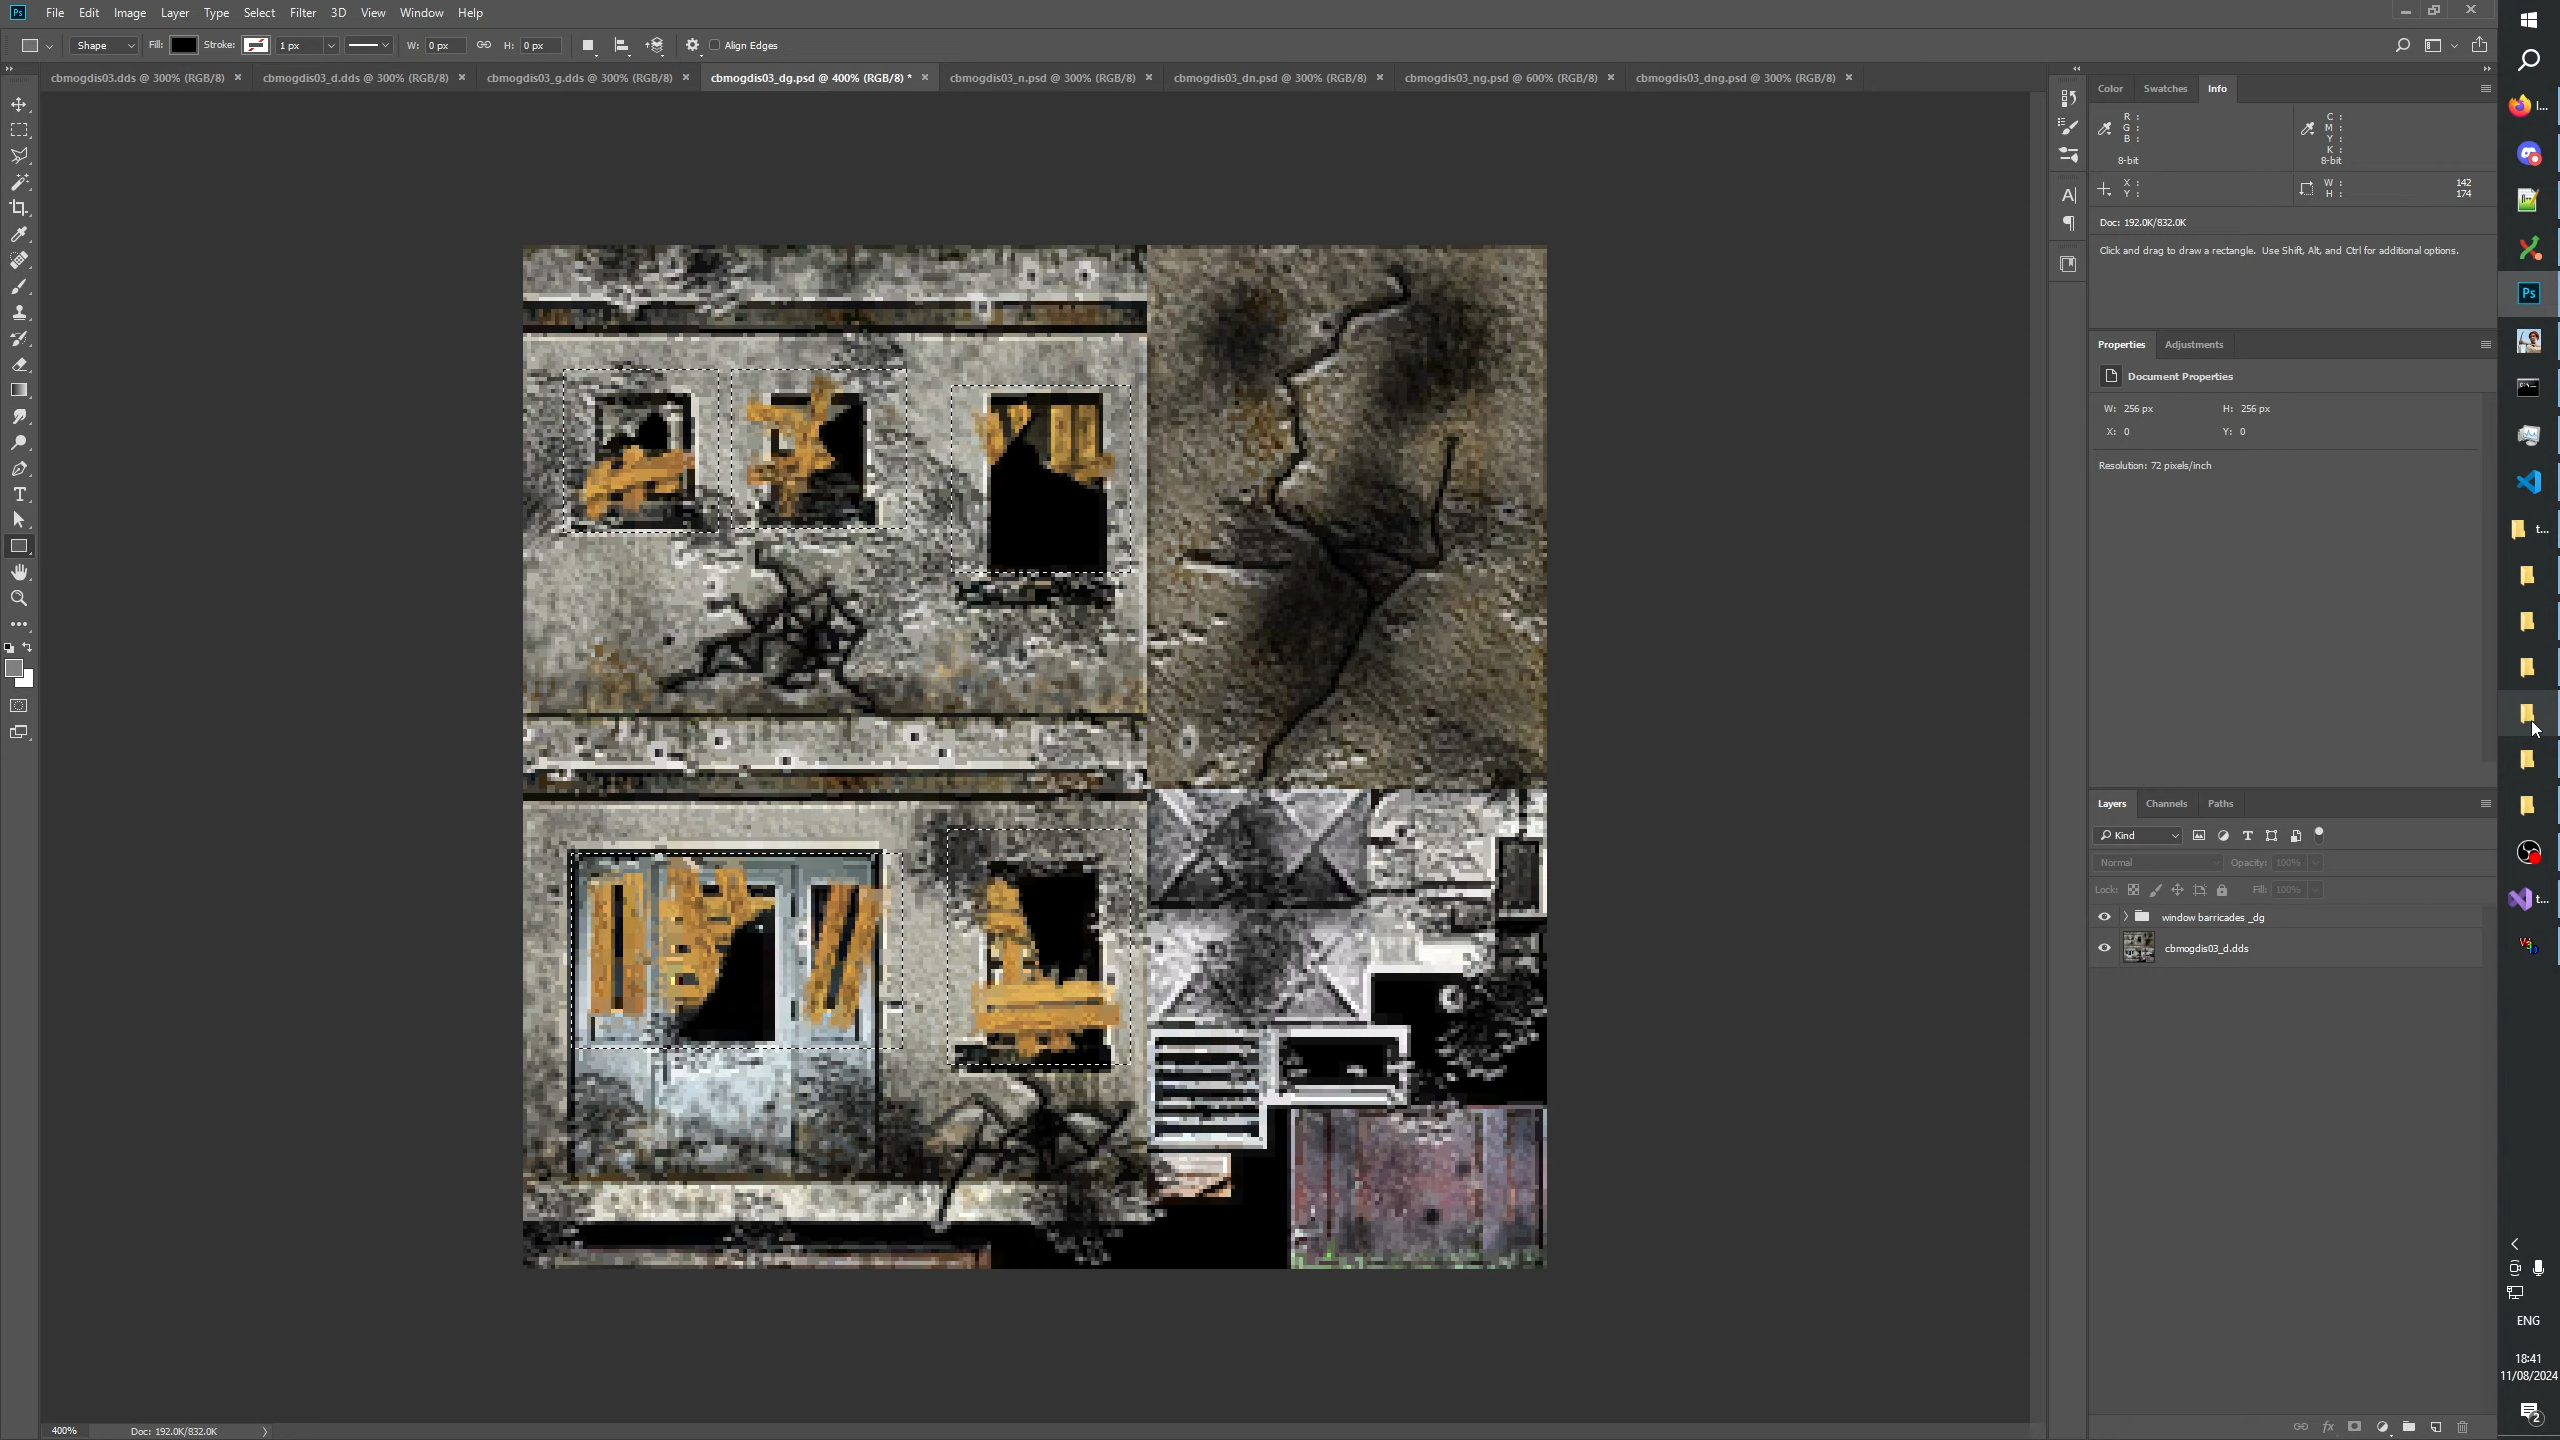 Ps File Edit Image Layer Type Select Filter 3D View Window Help
Shape Fill: Stroke: 1 px W: 0 px H: 0 px Align Edges
cbmogdis03.dds @ 300% (RGB/8) × cbmogdis03_d.dds @ 300% (RGB/8) × cbmogdis03_g.dds @ 300% (RGB/8) × cbmogdis03_dg.psd @ 400% (RGB/8) * × cbmogdis03_n.psd @ 300% (RGB/8) × cbmogdis03_dn.psd @ 300% (RGB/8) × cbmogdis03_ng.psd @ 600% (RGB/8) × cbmogdis03_dng.psd @ 300% (RGB/8) ×
Color Swatches Info
R :
G :
B :
8-bit
C :
M :
Y :
K :
8-bit
X :
Y :
W : 142
H : 174
Doc: 192.0K/832.0K
Click and drag to draw a rectangle. Use Shift, Alt, and Ctrl for additional options.
Properties Adjustments
Document Properties
W: 256 px H: 256 px
X: 0 Y: 0
Resolution: 72 pixels/inch
Layers Channels Paths
Kind
Normal Opacity: 100%
Lock: Fill: 100%
window barricades _dg
cbmogdis03_d.dds
400% Doc: 192.0K/832.0K
I...
Ps
t...
t...
ENG
18:41
11/08/2024
2